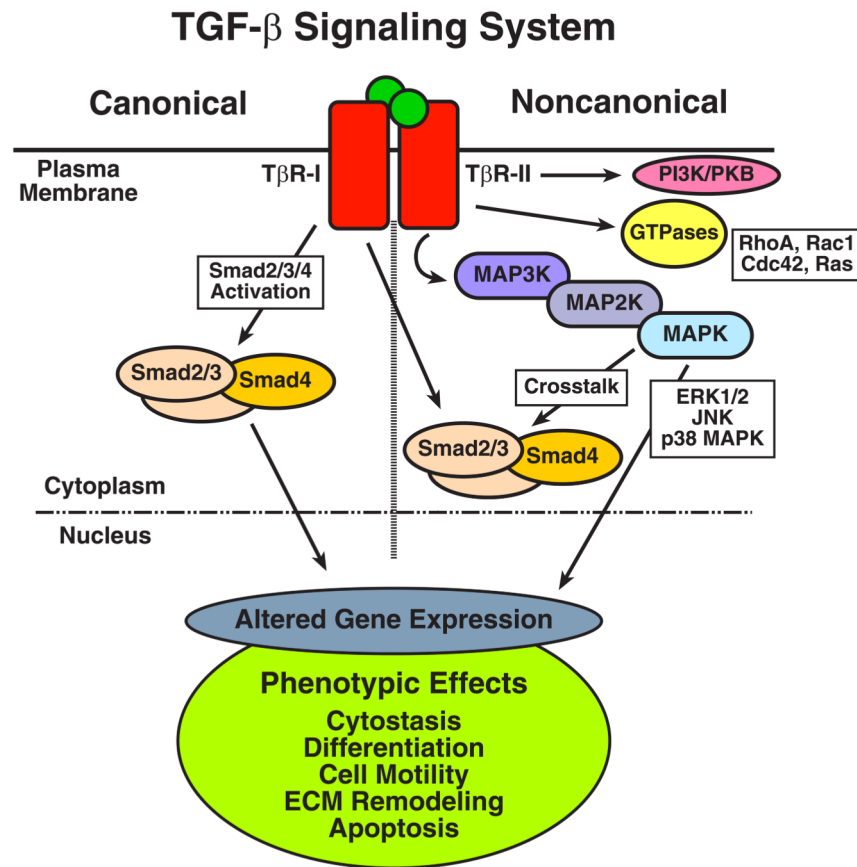 TGF-β Signaling System
Canonical
Noncanonical
Plasma
Membrane
TβR-I
TβR-II
PI3K/PKB
GTPases
RhoA, Rac1
Cdc42, Ras
Smad2/3/4
Activation
MAP3K
MAP2K
MAPK
Smad2/3
Smad4
Crosstalk
ERK1/2
JNK
p38 MAPK
Smad2/3
Smad4
Cytoplasm
Nucleus
Altered Gene Expression
Phenotypic Effects
Cytostasis
Differentiation
Cell Motility
ECM Remodeling
Apoptosis